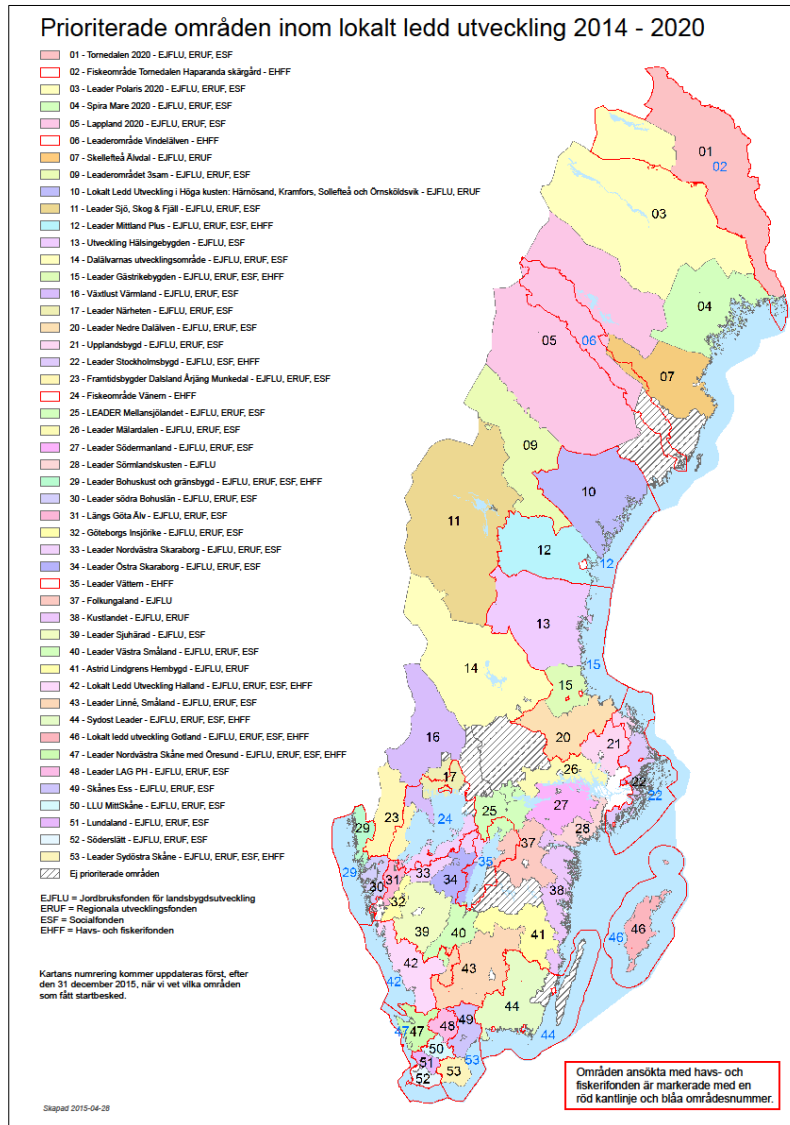 Prioriterade områden inom lokalt ledd utveckling 2014 - 2020
01 - Tornedalen 2020 - EJFLU, ERUF, ESF
02 - Fiskeområde Tornedalen Haparanda skärgård - EHFF
03 - Leader Polaris 2020 - EJFLU, ERUF, ESF
04 - Spira Mare 2020 - EJFLU, ERUF, ESF
05 - Lappland 2020 - EJFLU, ERUF, ESF
06 - Leaderområde Vindelälven - EHFF
07 - Skellefteå Älvdal - EJFLU, ERUF
09 - Leaderområdet 3sam - EJFLU, ERUF, ESF
10 - Lokalt Ledd Utveckling i Höga kusten: Härnösand, Kramfors, Sollefteå och Örnsköldsvik - EJFLU, ERUF
11 - Leader Sjö, Skog & Fjäll - EJFLU, ERUF, ESF
12 - Leader Mittland Plus - EJFLU, ERUF, ESF, EHFF
13 - Utveckling Hälsingebygden - EJFLU, ESF
14 - Dalälvarnas utvecklingsområde - EJFLU, ERUF, ESF
15 - Leader Gästrikebygden - EJFLU, ERUF, ESF, EHFF
16 - Växtlust Värmland - EJFLU, ERUF, ESF
17 - Leader Närheten - EJFLU, ERUF, ESF
20 - Leader Nedre Dalälven - EJFLU, ERUF, ESF
21 - Upplandsbygd - EJFLU, ERUF, ESF
22 - Leader Stockholmsbygd - EJFLU, ESF, EHFF
23 - Framtidsbygder Dalsland Årjäng Munkedal - EJFLU, ERUF, ESF
24 - Fiskeområde Vänern - EHFF
25 - LEADER Mellansjölandet - EJFLU, ERUF, ESF
26 - Leader Mälardalen - EJFLU, ERUF, ESF
27 - Leader Södermanland - EJFLU, ERUF, ESF
28 - Leader Sörmlandskusten - EJFLU
29 - Leader Bohuskust och gränsbygd - EJFLU, ERUF, ESF, EHFF
30 - Leader södra Bohuslän - EJFLU, ERUF, ESF
31 - Längs Göta Älv - EJFLU, ERUF, ESF
32 - Göteborgs Insjörike - EJFLU, ERUF, ESF
33 - Leader Nordvästra Skaraborg - EJFLU, ERUF, ESF
34 - Leader Östra Skaraborg - EJFLU, ERUF, ESF
35 - Leader Vättern - EHFF
37 - Folkungaland - EJFLU
38 - Kustlandet - EJFLU, ERUF
39 - Leader Sjuhärad - EJFLU, ESF
40 - Leader Västra Småland - EJFLU, ERUF, ESF
41 - Astrid Lindgrens Hembygd - EJFLU, ERUF
42 - Lokalt Ledd Utveckling Halland - EJFLU, ERUF, ESF, EHFF
43 - Leader Linné, Småland - EJFLU, ERUF, ESF
44 - Sydost Leader - EJFLU, ERUF, ESF, EHFF
46 - Lokalt ledd utveckling Gotland - EJFLU, ERUF, ESF, EHFF
47 - Leader Nordvästra Skåne med Öresund - EJFLU, ERUF, ESF, EHFF
48 - Leader LAG PH - EJFLU, ERUF, ESF
49 - Skånes Ess - EJFLU, ERUF, ESF
50 - LLU MittSkåne - EJFLU, ERUF, ESF
51 - Lundaland - EJFLU, ERUF, ESF
52 - Söderslätt - EJFLU, ERUF, ESF
53 - Leader Sydöstra Skåne - EJFLU, ERUF, ESF, EHFF
Ej prioriterade områden
EJFLU = Jordbruksfonden för landsbygdsutveckling
ERUF = Regionala utvecklingsfonden
ESF = Socialfonden
EHFF = Havs- och fiskerifonden
Kartans numrering kommer uppdateras först, efter
den 31 december 2015, när vi vet vilka områden
som fått startbesked.
01
02
03
04
05
06
07
09
10
11
12
12
13
14
15
15
16
17
20
21
22
22
23
24
25
26
27
28
29
29
30
31
32
33
34
35
37
38
39
40
41
42
42
43
44
44
46
46
47
47
48
49
50
51
52
53
53
Områden ansökta med havs- och
fiskerifonden är markerade med en
röd kantlinje och blåa områdesnummer.
Skapad 2015-04-28